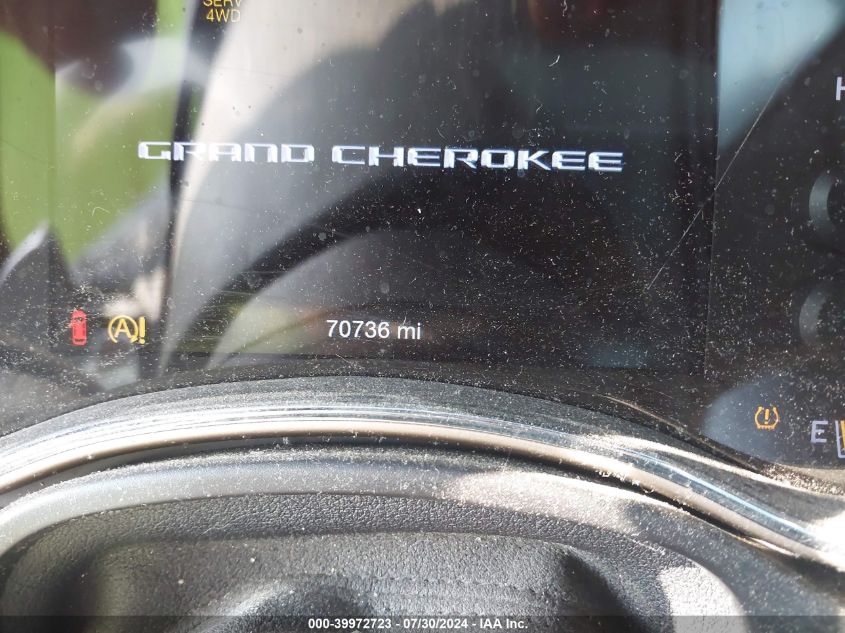 SERV
4WD
H
GRAND CHEROKEE
A!
70736 mi
(!)
E
000-39972723 / 07/30/2024 - IAA Inc.